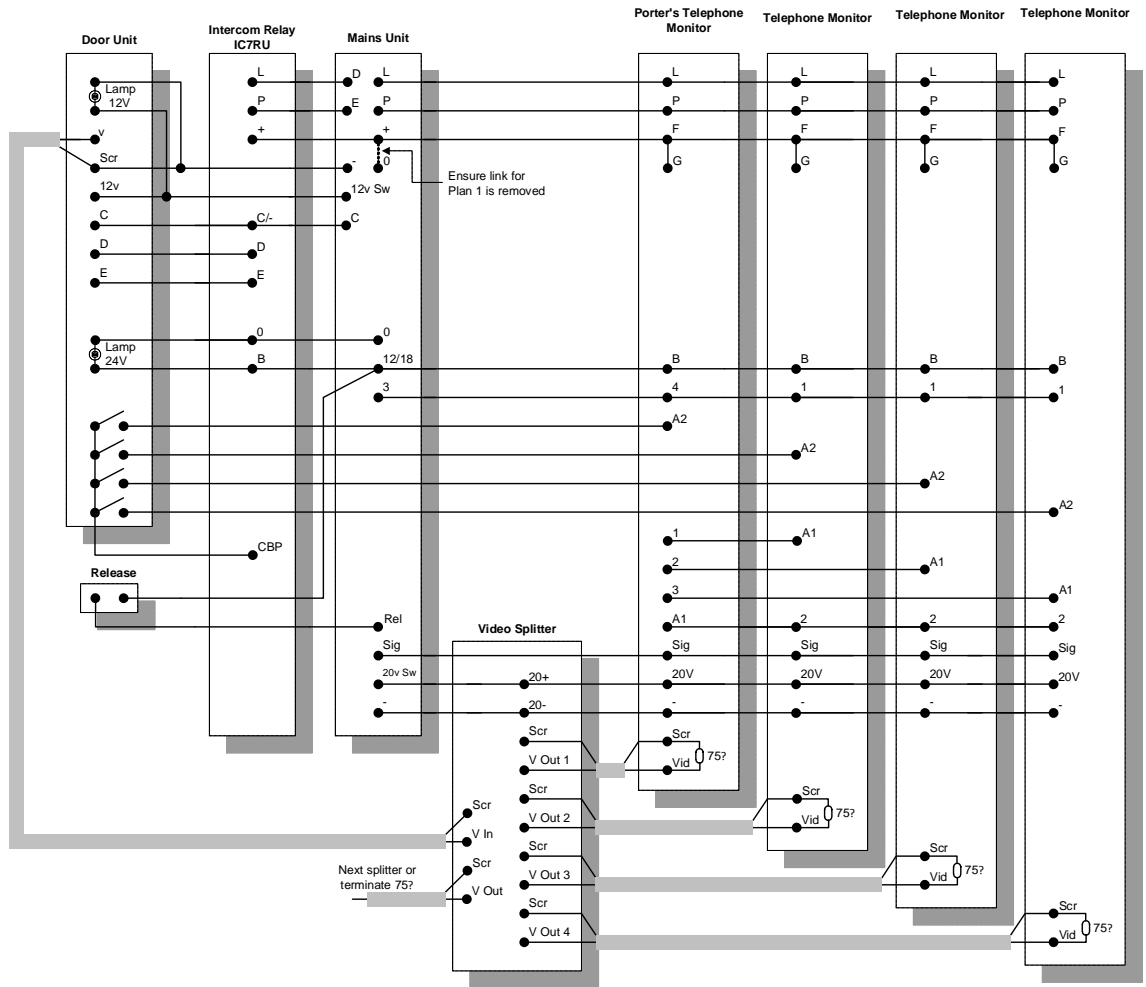 Porter's Telephone
Monitor
Telephone Monitor
Telephone Monitor
Telephone Monitor
Door Unit
Intercom Relay
IC7RU
Mains Unit
L D L L L L L
Lamp
12V
P E P P P P P
v + + F F F F
Scr - 0 G G G G
Ensure link for
Plan 1 is removed
12v 12v Sw
C C/- C
D D
E E
0 0
Lamp
24V
B 12/18 B B B B
3 4 1 1 1
A2
A2
A2
A2
CBP
1 A1
2 A1
Release
3 A1
Rel A1 2 2 2
Video Splitter
Sig Sig Sig Sig Sig
20v Sw 20+ 20V 20V 20V 20V
- 20- - - - -
Scr Scr
V Out 1 Vid 75?
Scr Scr
Scr
V Out 2 Vid 75?
V In
Scr Scr
Scr
Next splitter or
terminate 75?
V Out 3 Vid 75?
V Out
Scr Scr
V Out 4 Vid 75?